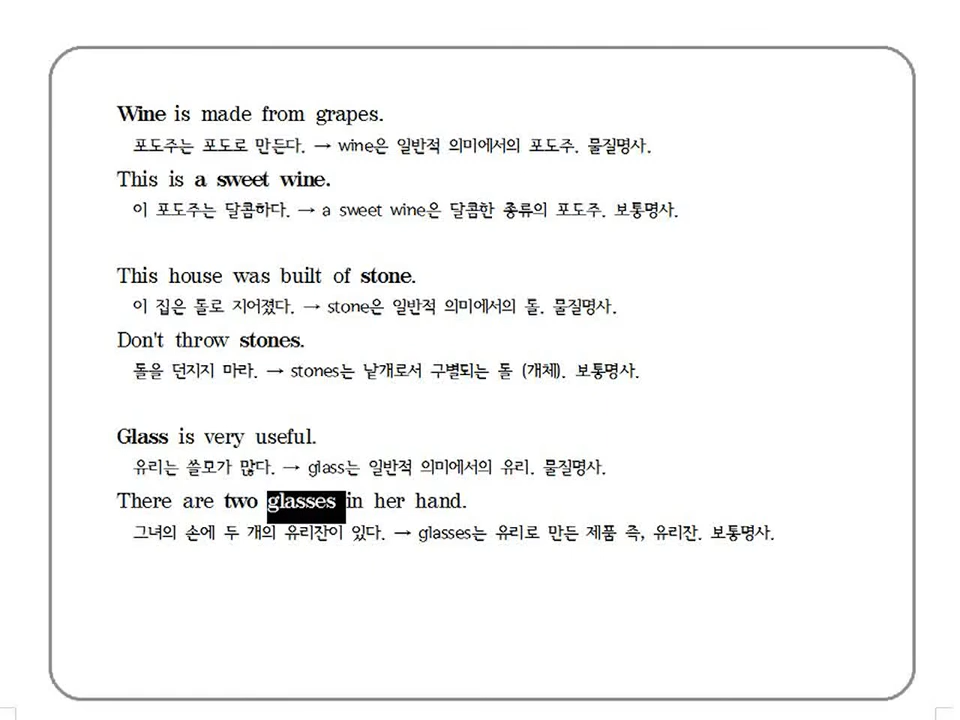 Wine is made from grapes.
포도주는 포도로 만든다. → wine은 일반적 의미에서의 포도주. 물질명사.
This is a sweet wine.
이 포도주는 달콤하다. → a sweet wine은 달콤한 종류의 포도주. 보통명사.
This house was built of stone.
이 집은 돌로 지어졌다. → stone은 일반적 의미에서의 돌. 물질명사.
Don't throw stones.
돌을 던지지 마라. → stones는 낱개로서 구별되는 돌 (개체). 보통명사.
Glass is very useful.
유리는 쓸모가 많다. → glass는 일반적 의미에서의 유리. 물질명사.
There are two glasses in her hand.
그녀의 손에 두 개의 유리잔이 있다. → glasses는 유리로 만든 제품 즉, 유리잔. 보통명사.